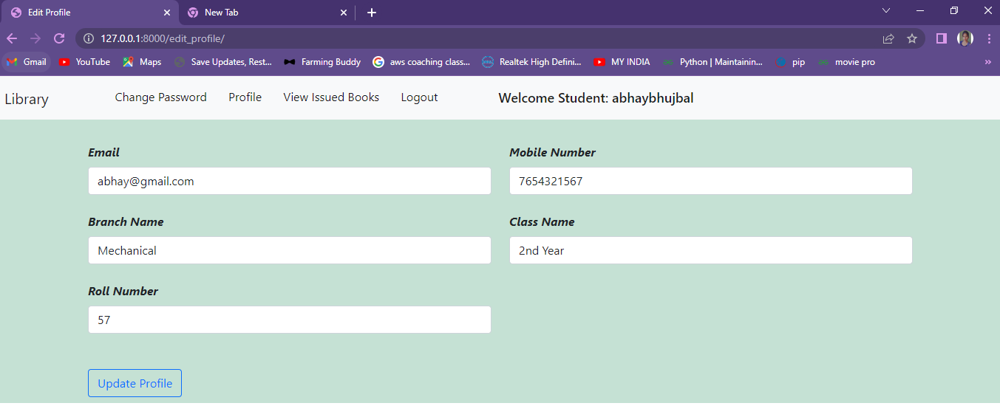 Edit Profile
New Tab
127.0.0.1:8000/edit_profile/
Gmail YouTube Maps Save Updates, Rest... Farming Buddy aws coaching class... Realtek High Defini... MY INDIA Python | Maintainin... pip movie pro »
Library Change Password Profile View Issued Books Logout Welcome Student: abhaybhujbal
Email
abhay@gmail.com
Mobile Number
7654321567
Branch Name
Mechanical
Class Name
2nd Year
Roll Number
57
Update Profile